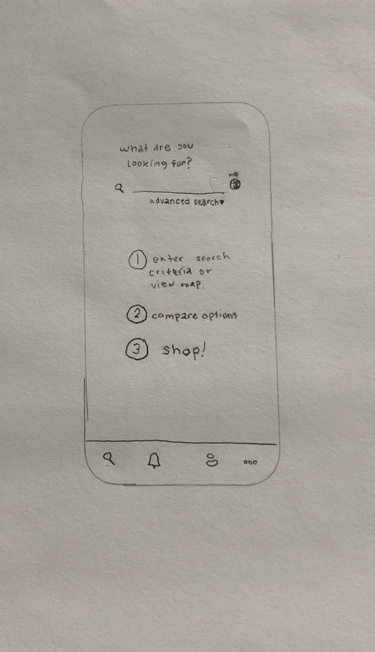 What are you
looking for?
map
advanced search▾
1 enter search
criteria or
view map.
2 compare options
3 shop!